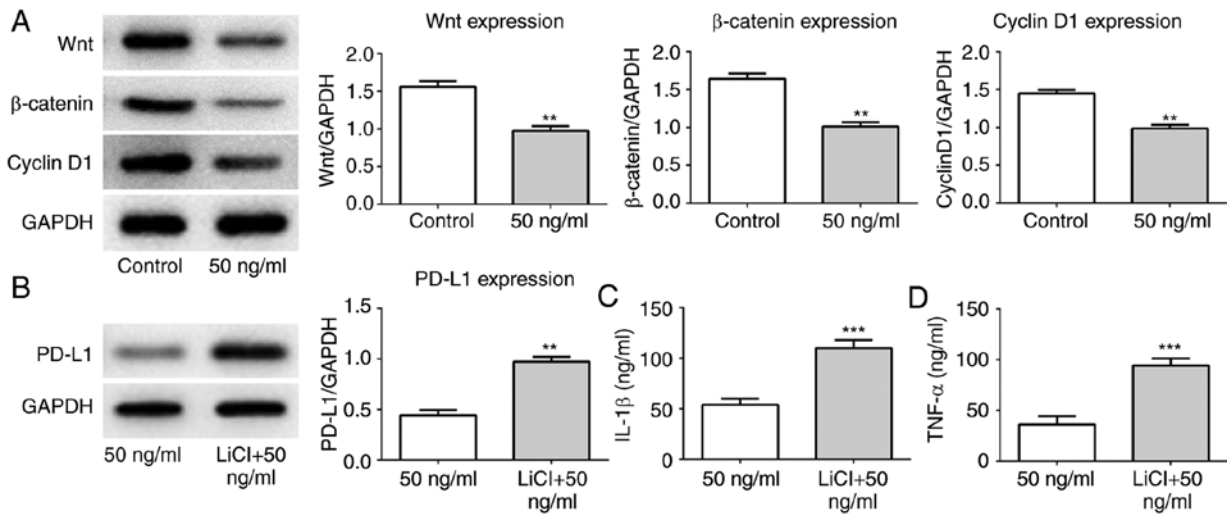 A
Wnt
β-catenin
Cyclin D1
GAPDH
Control 50 ng/ml
Wnt expression
Wnt/GAPDH
2.0
1.5
1.0
0.5
0.0
**
Control 50 ng/ml
β-catenin expression
β-catenin/GAPDH
2.0
1.5
1.0
0.5
0.0
**
Control 50 ng/ml
Cyclin D1 expression
CyclinD1/GAPDH
2.0
1.5
1.0
0.5
0.0
**
Control 50 ng/ml
B
PD-L1
GAPDH
50 ng/ml LiCl+50
ng/ml
PD-L1 expression
PD-L1/GAPDH
1.5
1.0
0.5
0.0
**
50 ng/ml LiCl+50
ng/ml
C
IL-1β (ng/ml)
150
100
50
0
***
50 ng/ml LiCl+50
ng/ml
D
TNF-α (ng/ml)
150
100
50
0
***
50 ng/ml LiCl+50
ng/ml